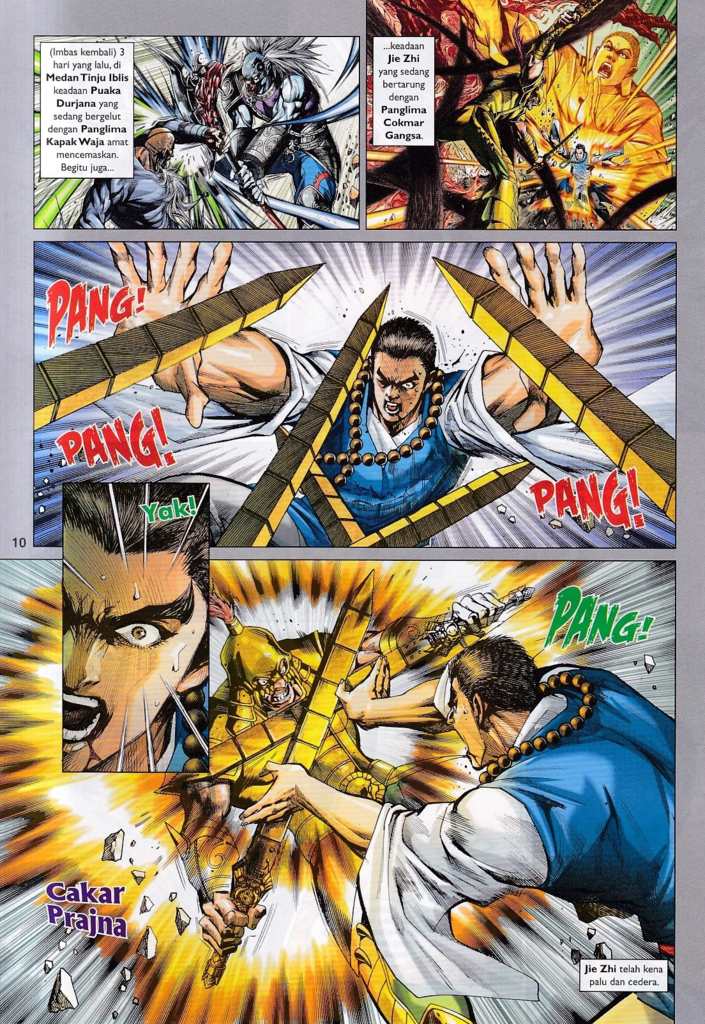 (Imbas kembali) 3
hari yang lalu, di
Medan Tinju Iblis
keadaan Puaka
Durjana yang
sedang bergelut
dengan Panglima
Kapak Waja amat
mencemaskan.
Begitu juga...
...keadaan
Jie Zhi
yang sedang
bertarung
dengan
Panglima
Cokmar
Gangsa.
PANG!
PANG!
PANG!
10
Yak!
PANG!
Cakar
Prajna
Jie Zhi telah kena
palu dan cedera.